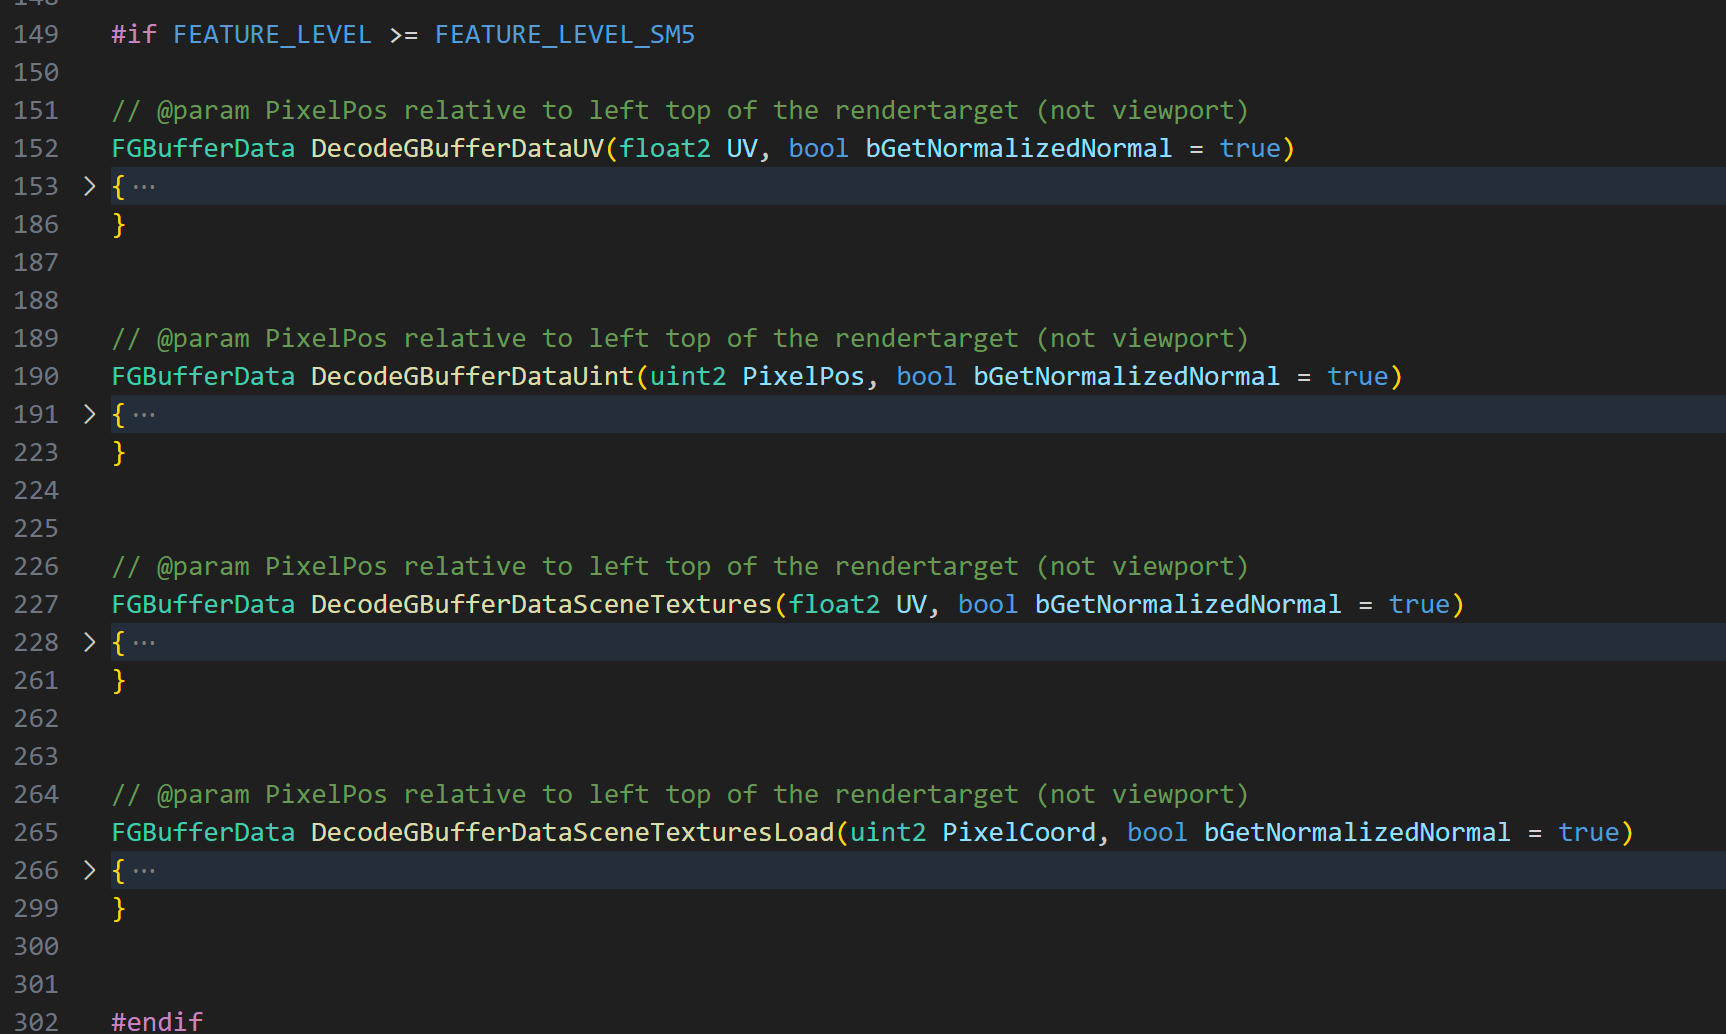 148
149 #if FEATURE_LEVEL >= FEATURE_LEVEL_SM5
150
151 // @param PixelPos relative to left top of the rendertarget (not viewport)
152 FGBufferData DecodeGBufferDataUV(float2 UV, bool bGetNormalizedNormal = true)
153 > { ···
186 }
187
188
189 // @param PixelPos relative to left top of the rendertarget (not viewport)
190 FGBufferData DecodeGBufferDataUint(uint2 PixelPos, bool bGetNormalizedNormal = true)
191 > { ···
223 }
224
225
226 // @param PixelPos relative to left top of the rendertarget (not viewport)
227 FGBufferData DecodeGBufferDataSceneTextures(float2 UV, bool bGetNormalizedNormal = true)
228 > { ···
261 }
262
263
264 // @param PixelPos relative to left top of the rendertarget (not viewport)
265 FGBufferData DecodeGBufferDataSceneTexturesLoad(uint2 PixelCoord, bool bGetNormalizedNormal = true)
266 > { ···
299 }
300
301
302 #endif